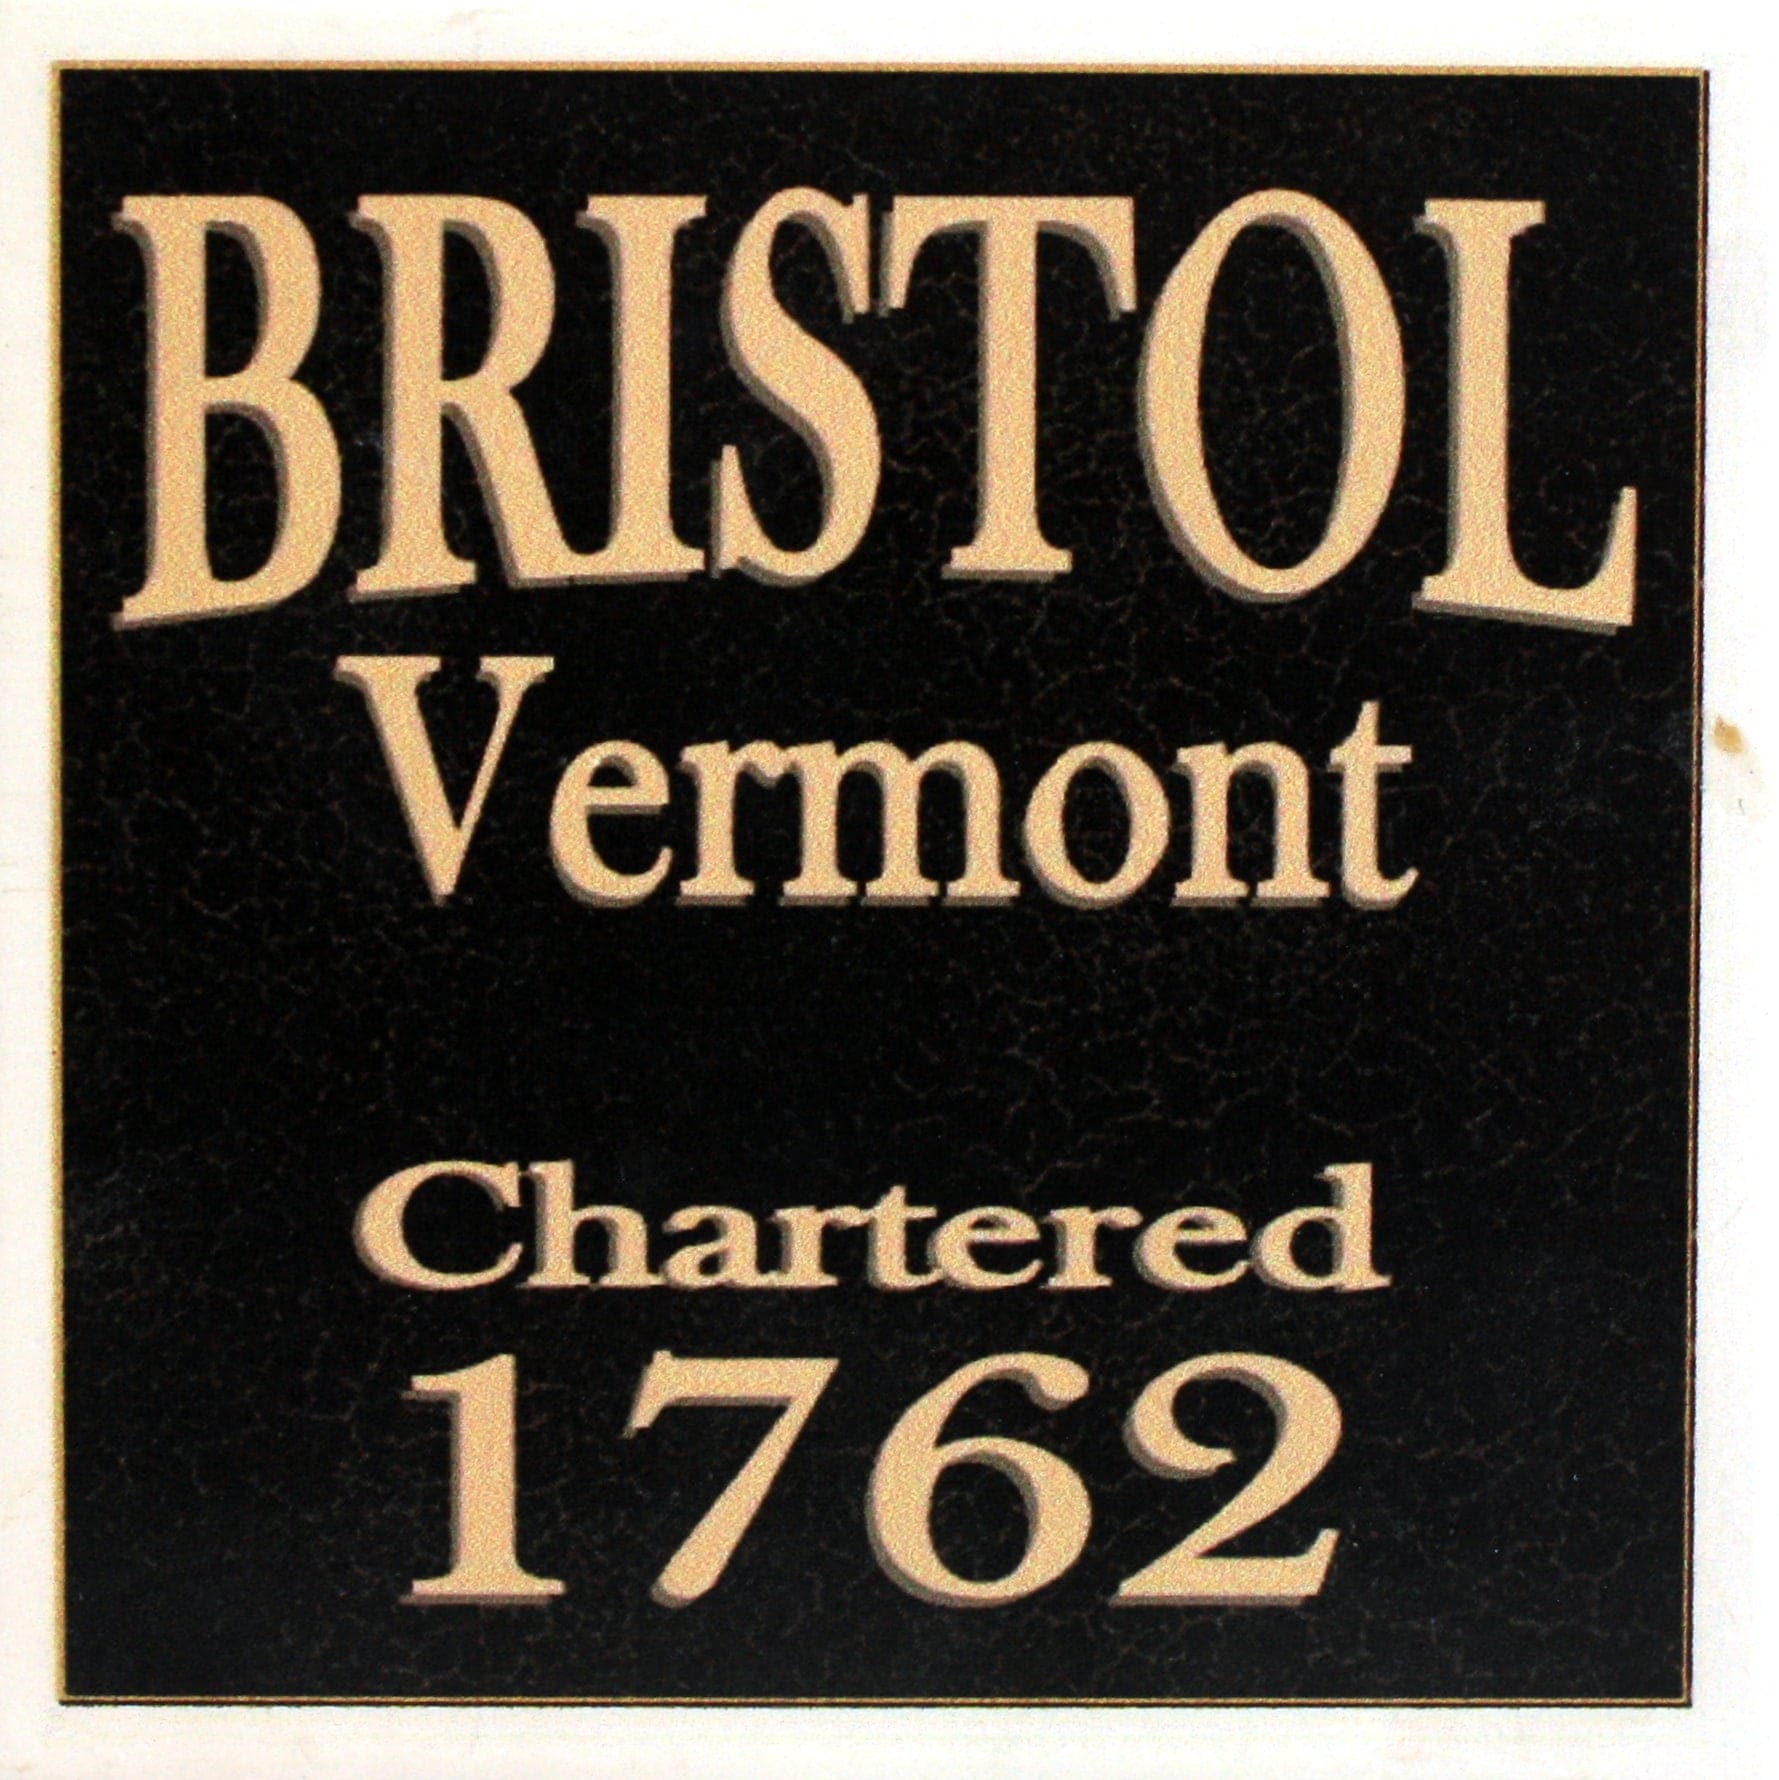 BRISTOL
Vermont
Chartered
1762